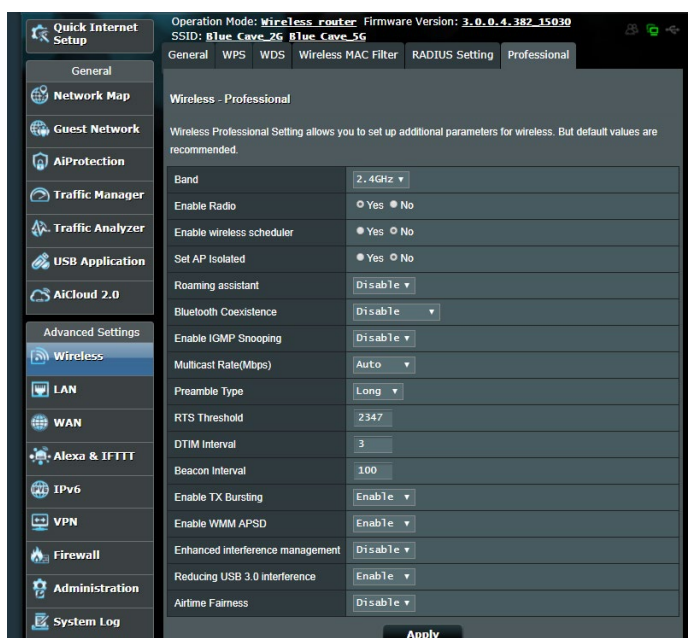 Quick Internet
Setup
General
Network Map
Guest Network
AiProtection
Traffic Manager
Traffic Analyzer
USB Application
AiCloud 2.0
Advanced Settings
Wireless
LAN
WAN
Alexa & IFTTT
IPv6
VPN
Firewall
Administration
System Log
Operation Mode: Wireless router Firmware Version: 3.0.0.4.382_15030
SSID: Blue Cave_2G Blue Cave_5G
General WPS WDS Wireless MAC Filter RADIUS Setting Professional
Wireless - Professional
Wireless Professional Setting allows you to set up additional parameters for wireless. But default values are
recommended.
Band 2.4GHz
Enable Radio Yes No
Enable wireless scheduler Yes No
Set AP Isolated Yes No
Roaming assistant Disable
Bluetooth Coexistence Disable
Enable IGMP Snooping Disable
Multicast Rate(Mbps) Auto
Preamble Type Long
RTS Threshold 2347
DTIM Interval 3
Beacon Interval 100
Enable TX Bursting Enable
Enable WMM APSD Enable
Enhanced interference management Disable
Reducing USB 3.0 interference Enable
Airtime Fairness Disable
Apply